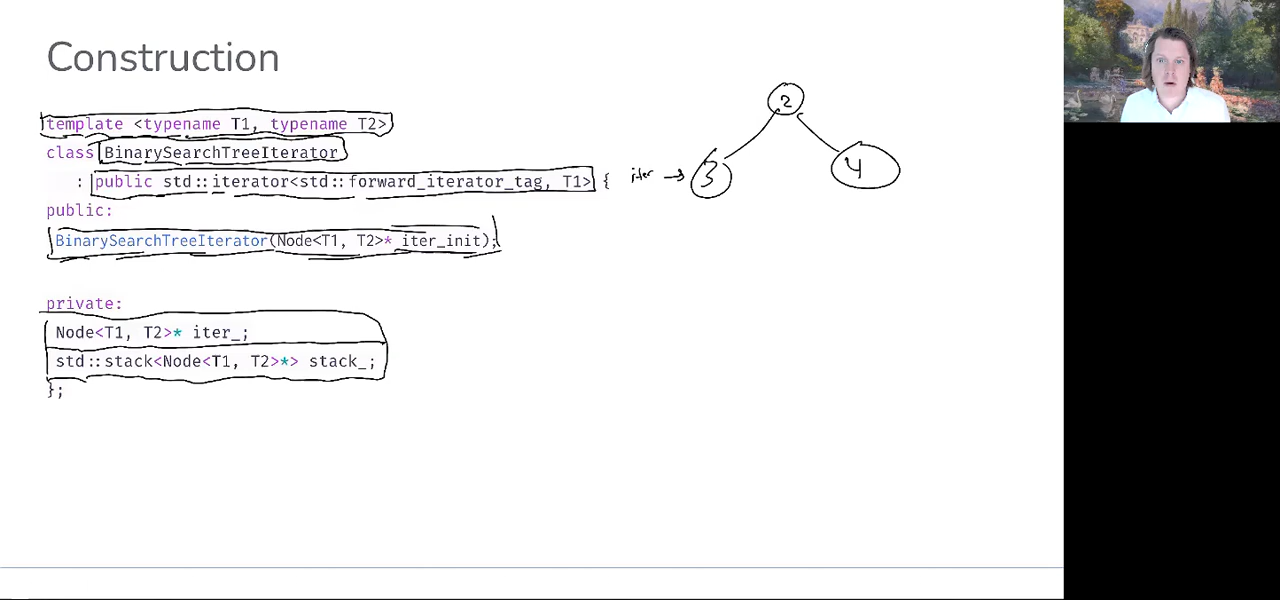 Construction
template <typename T1, typename T2>
class BinarySearchTreeIterator
: public std::iterator<std::forward_iterator_tag, T1> {
public:
BinarySearchTreeIterator(Node<T1, T2>* iter_init);
private:
Node<T1, T2>* iter_;
std::stack<Node<T1, T2>*> stack_;
};
2
iter → 3
4